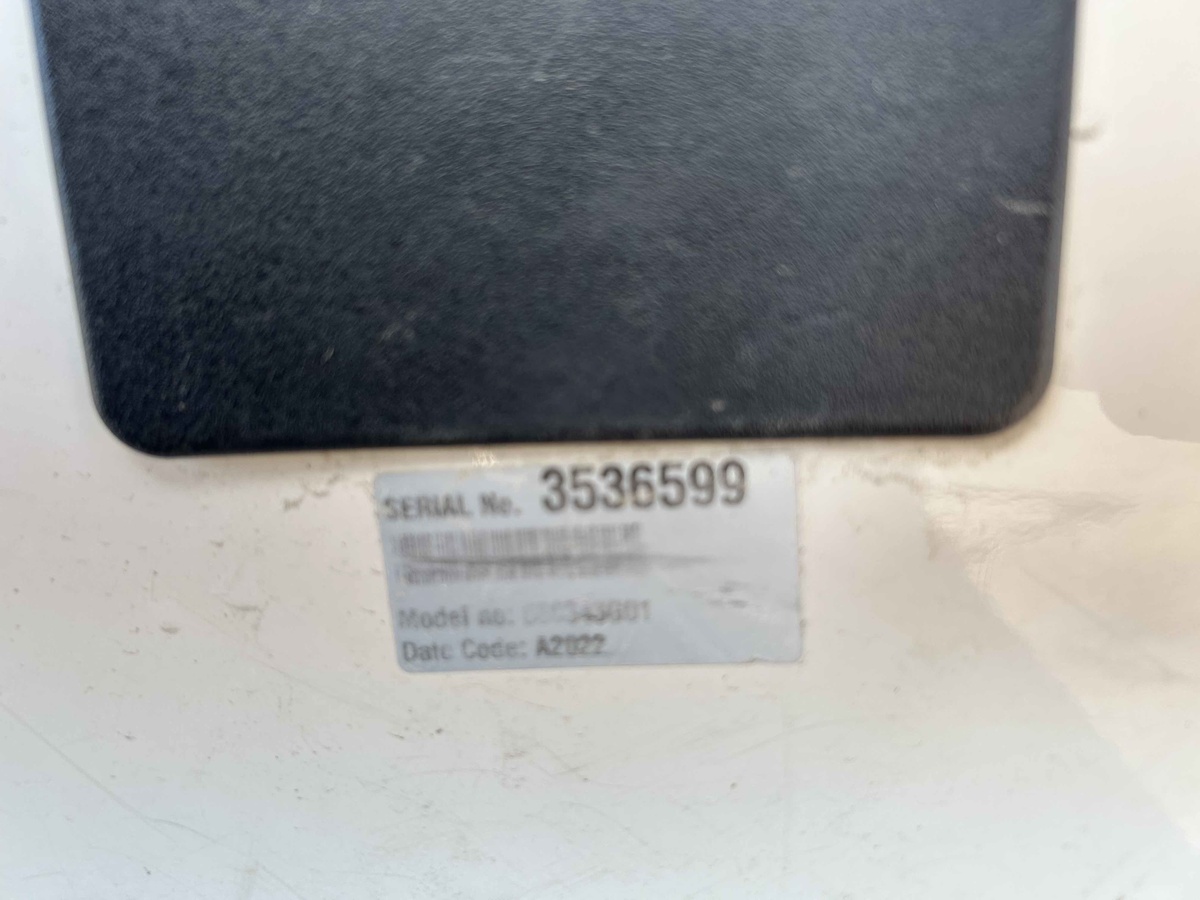 SERIAL No. 3536599
Model no:
Date Code: A2022